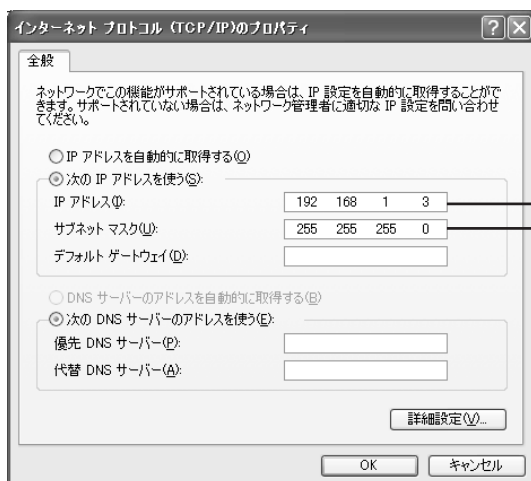 インターネット プロトコル (TCP/IP)のプロパティ
全般
ネットワークでこの機能がサポートされている場合は、IP 設定を自動的に取得することがで
きます。サポートされていない場合は、ネットワーク管理者に適切な IP 設定を問い合わせ
てください。
IP アドレスを自動的に取得する(O)
次の IP アドレスを使う(S):
IP アドレス(I): 192 168 1 3
サブネット マスク(U): 255 255 255 0
デフォルト ゲートウェイ(D):
DNS サーバーのアドレスを自動的に取得する(B)
次の DNS サーバーのアドレスを使う(E):
優先 DNS サーバー(P):
代替 DNS サーバー(A):
詳細設定(V)...
OK キャンセル